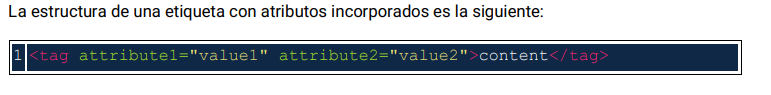 La estructura de una etiqueta con atributos incorporados es la siguiente:
1 <tag attribute1="value1" attribute2="value2">content</tag>